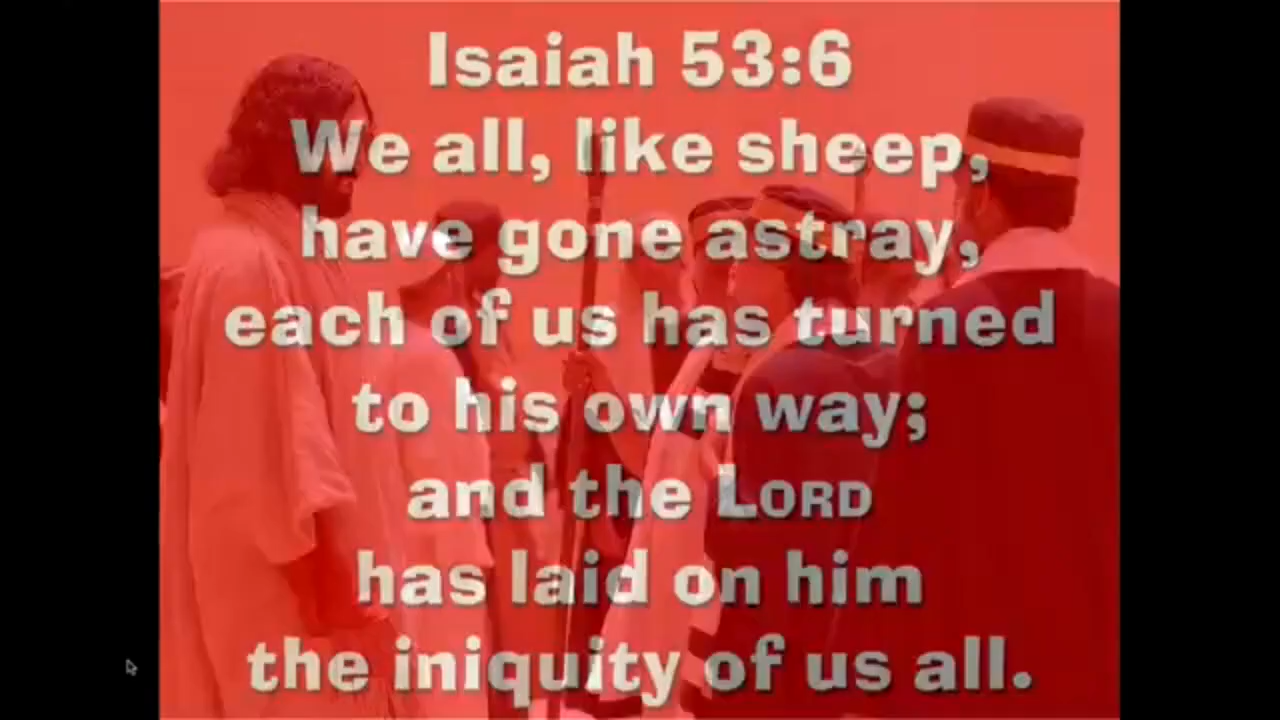 Isaiah 53:6
We all, like sheep,
have gone astray,
each of us has turned
to his own way;
and the LORD
has laid on him
the iniquity of us all.